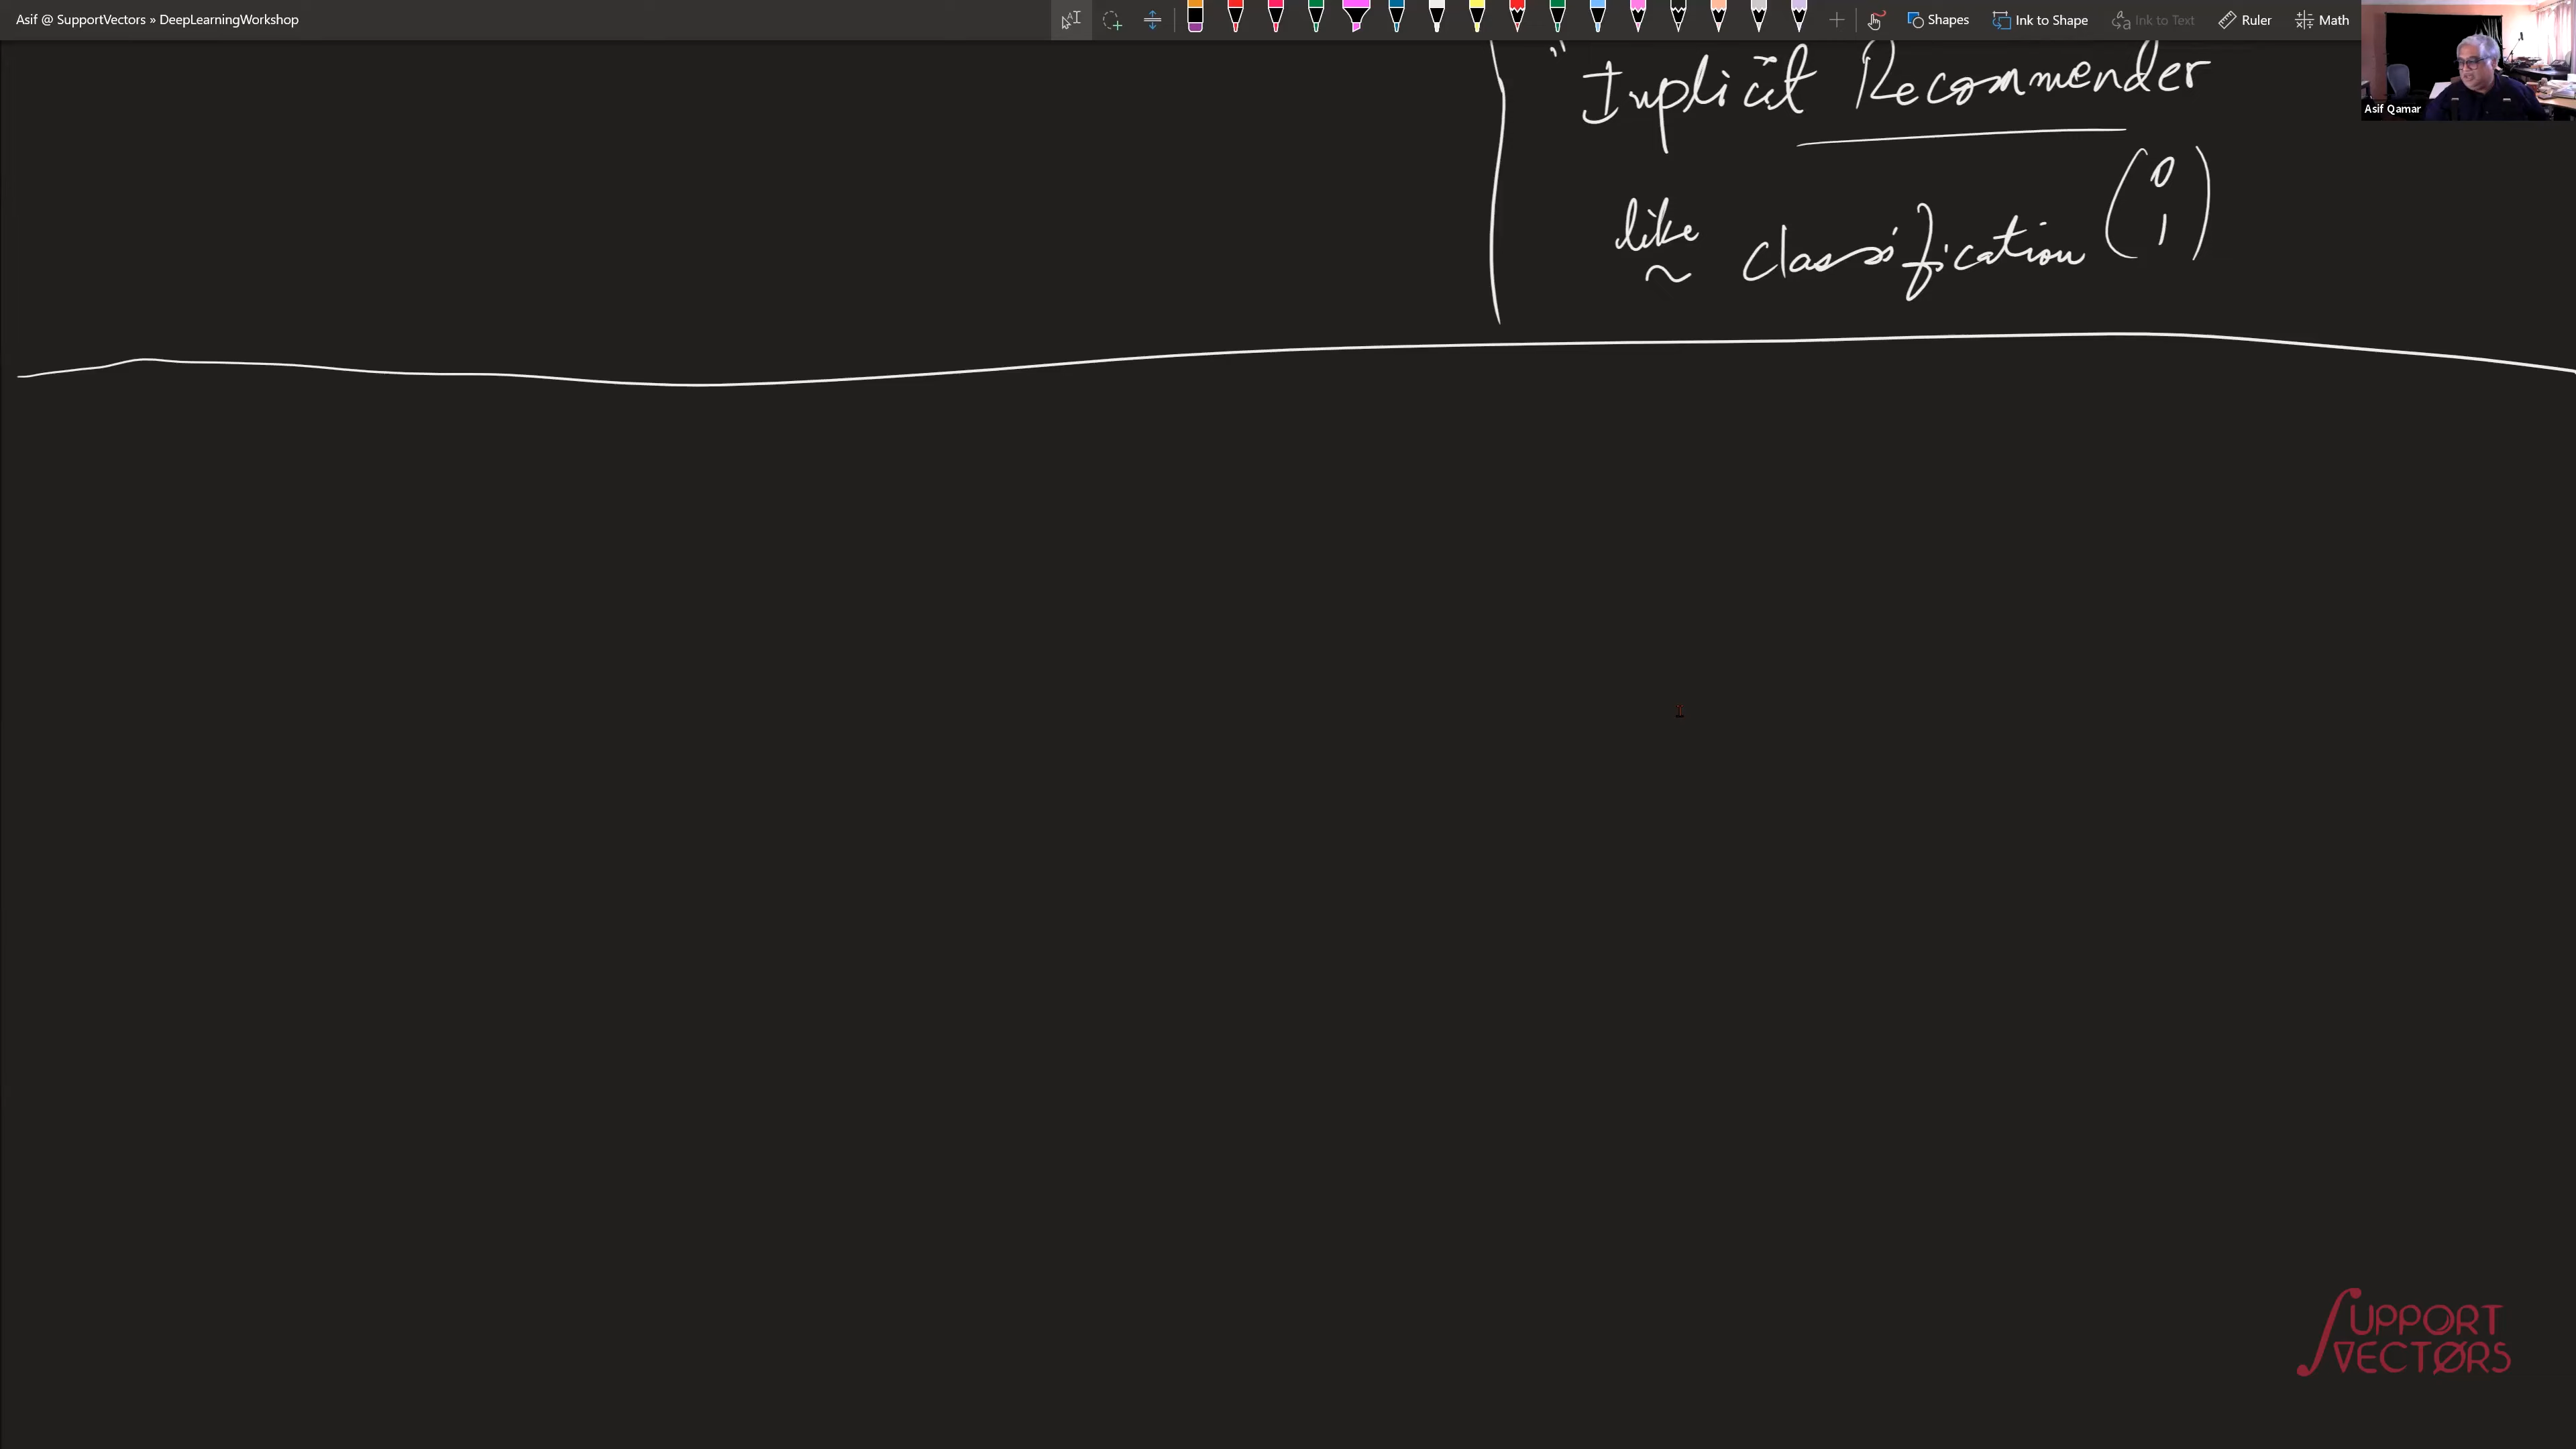 Asif @ SupportVectors » DeepLearningWorkshop
Shapes
Ink to Shape
Ink to Text
Ruler
Math
Asif Qamar
" Implicit Recommender
like
~ classification (0
1)
SUPPORT
VECTORS